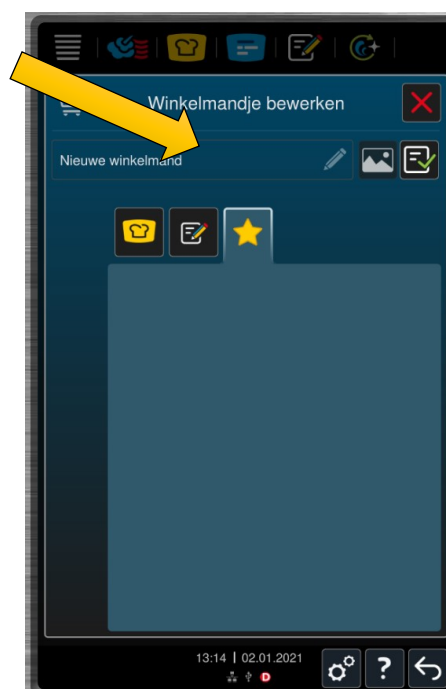 Winkelmandje bewerken
Nieuwe winkelmand
13:14 | 02.01.2021
D
?